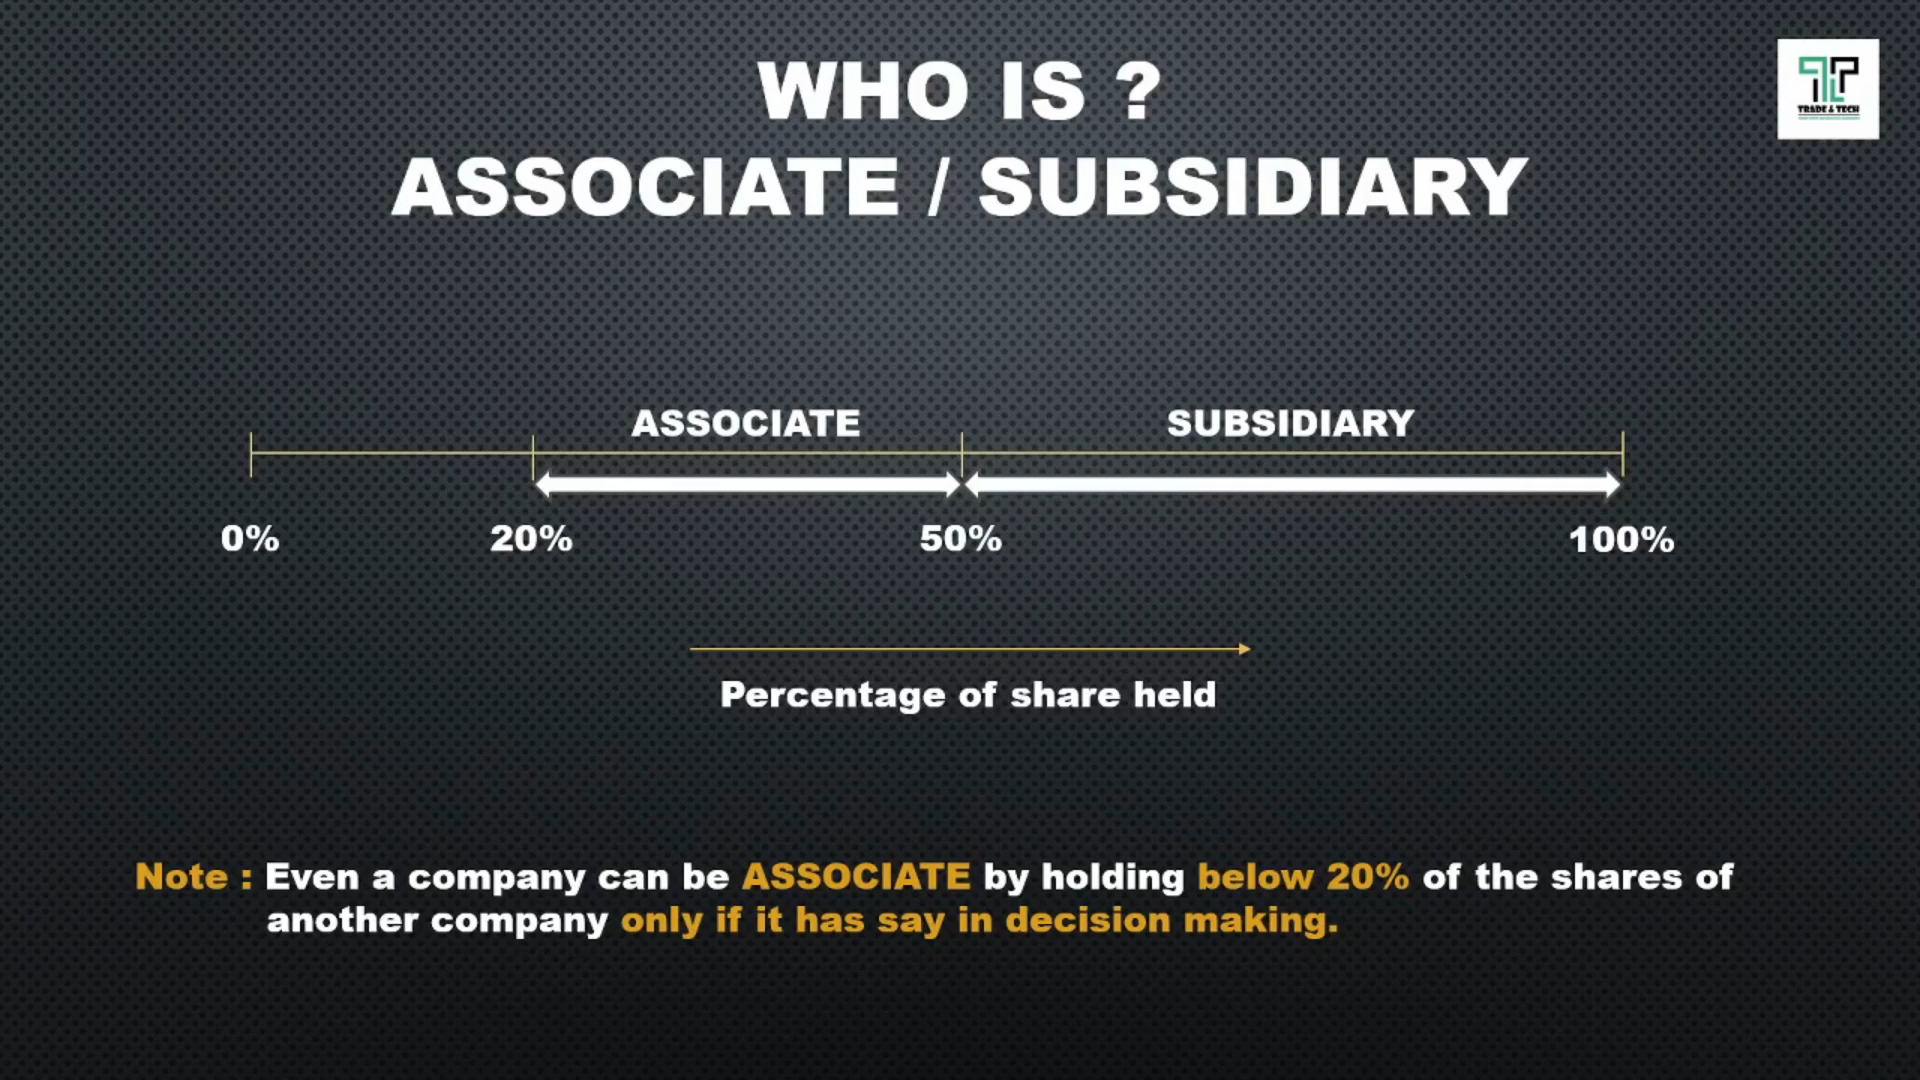 WHO IS ?
ASSOCIATE / SUBSIDIARY
TRADE & TECH
ASSOCIATE
SUBSIDIARY
0%
20%
50%
100%
Percentage of share held
Note : Even a company can be ASSOCIATE by holding below 20% of the shares of
another company only if it has say in decision making.